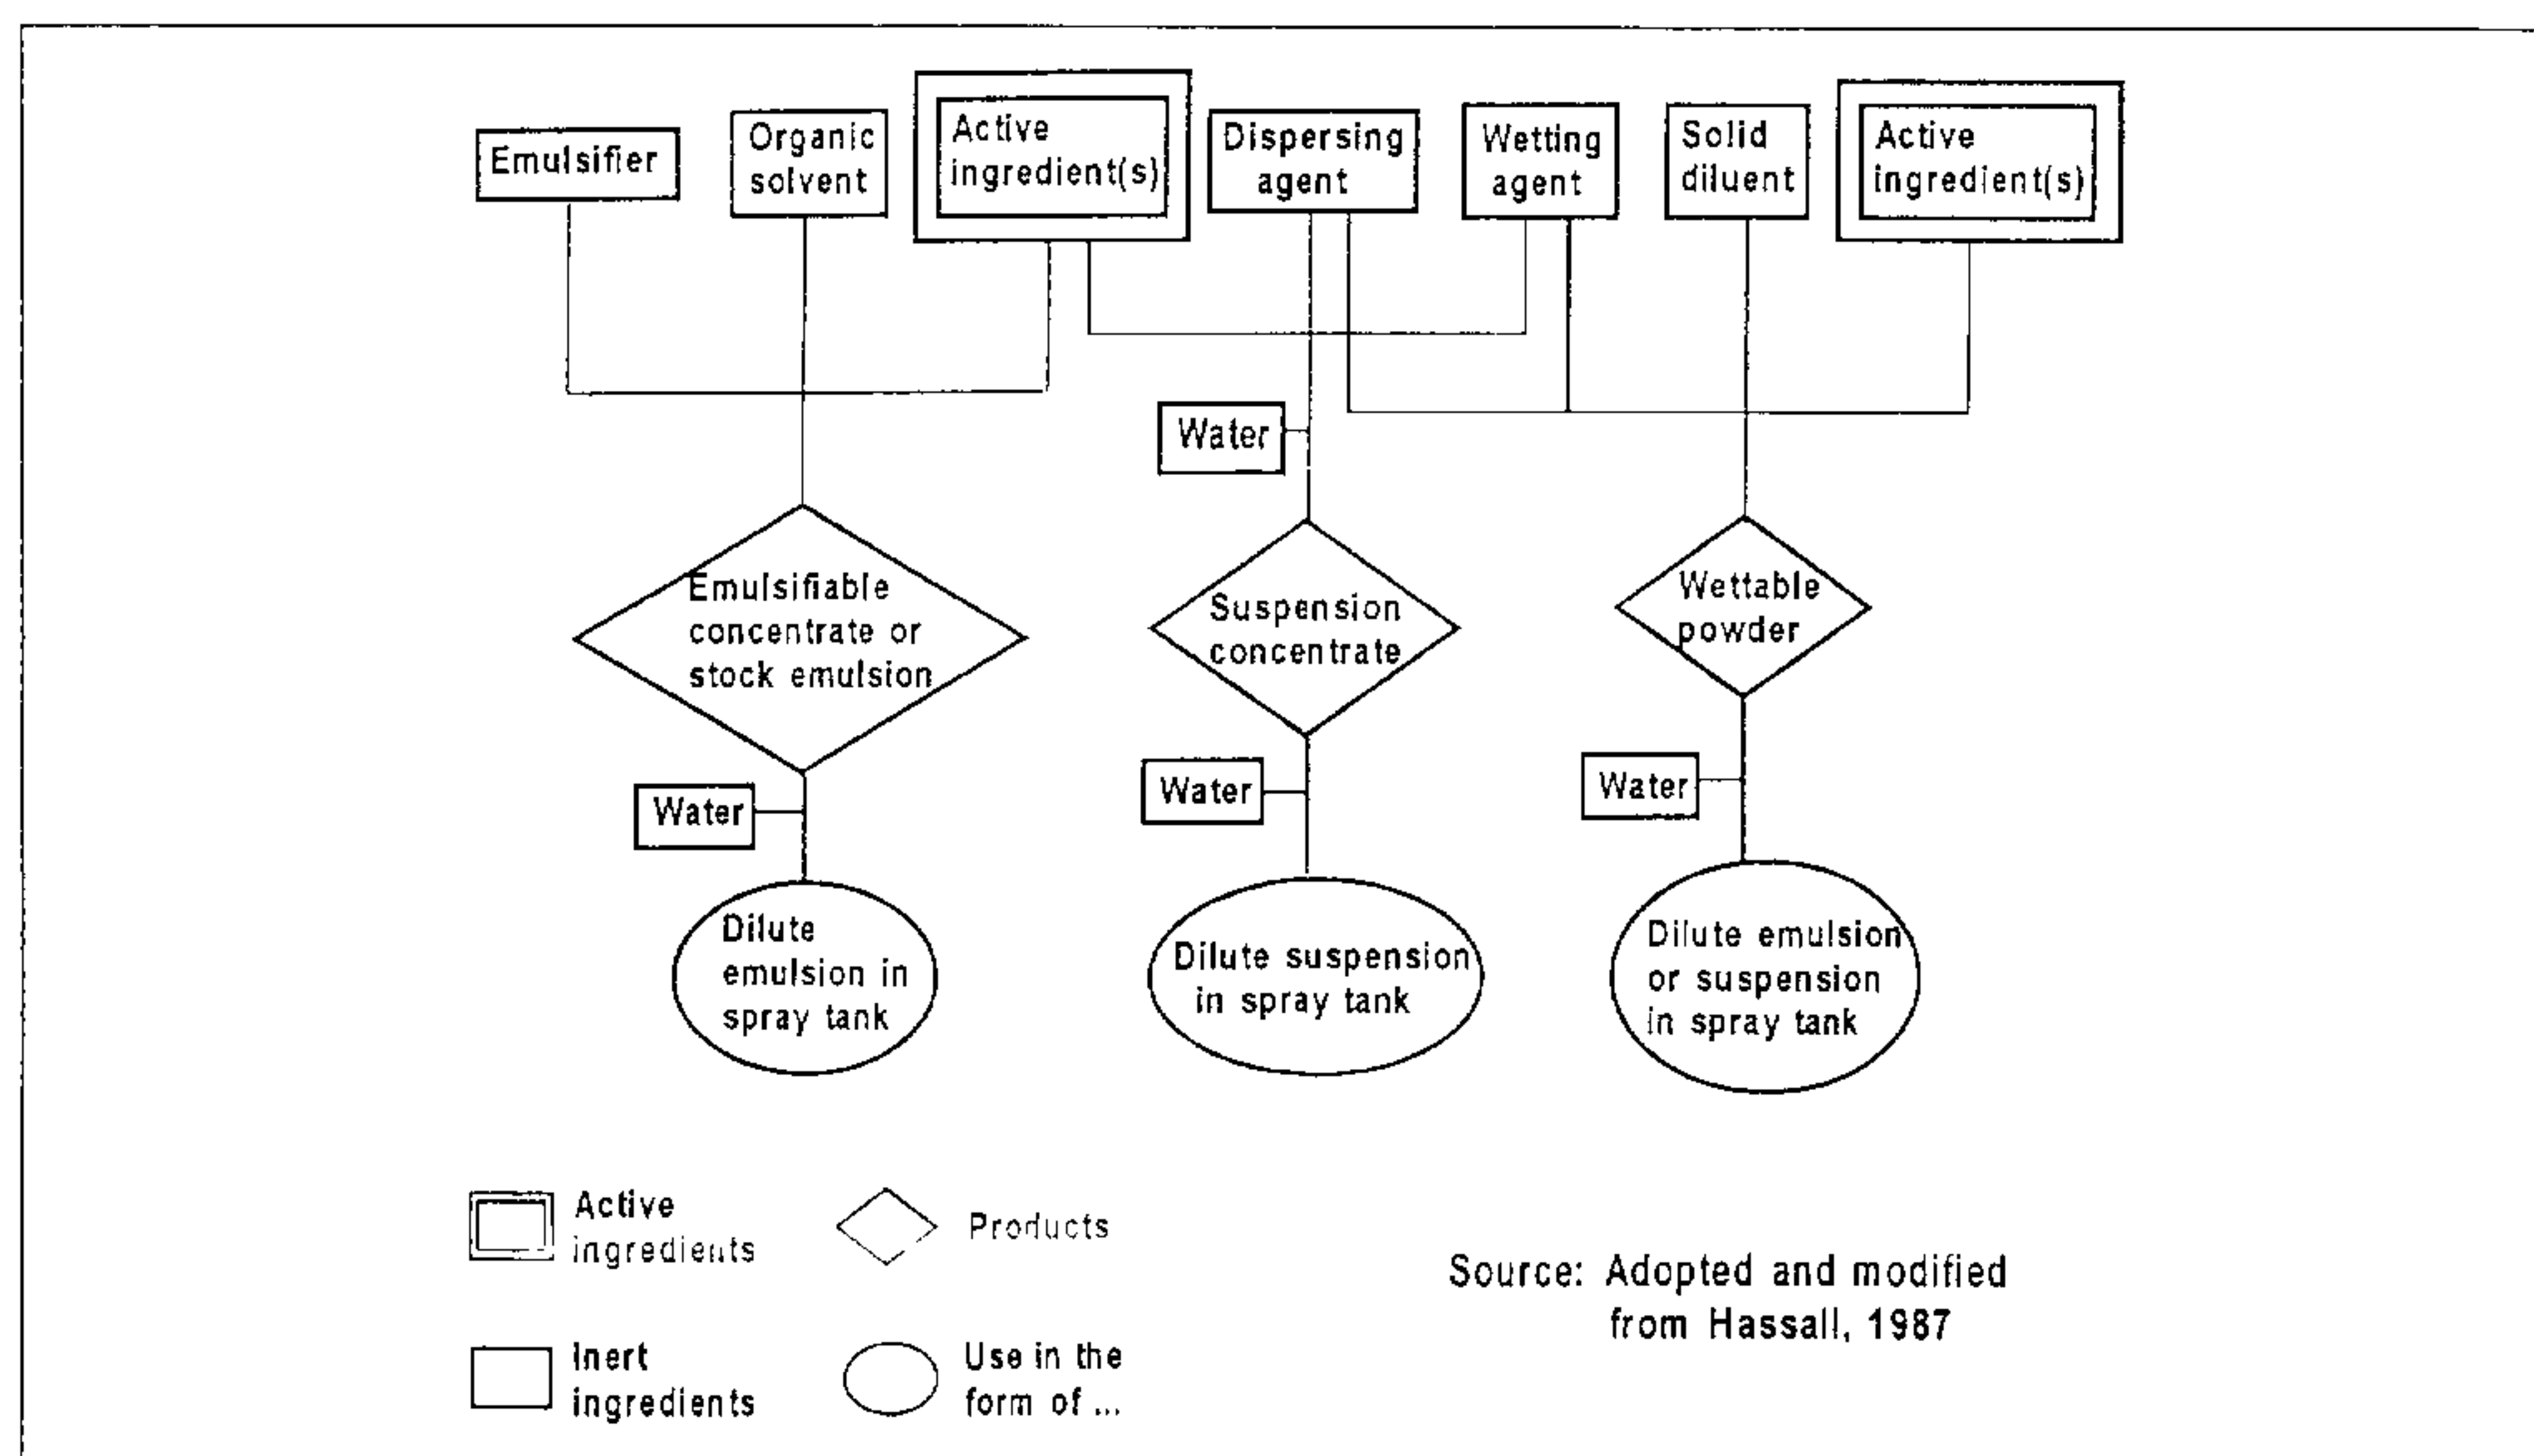 Emulsifier
Organic
solvent
Active
ingredient(s)
Dispersing
agent
Wetting
agent
Solid
diluent
Active
ingredient(s)
Water
Emulsifiable
concentrate or
stock emulsion
Suspension
concentrate
Wettable
powder
Water
Water
Water
Dilute
emulsion in
spray tank
Dilute suspension
in spray tank
Dilute emulsion
or suspension
in spray tank
Active
ingredients
Products
Inert
ingredients
Use in the
form of ...
Source: Adopted and modified
from Hassall, 1987